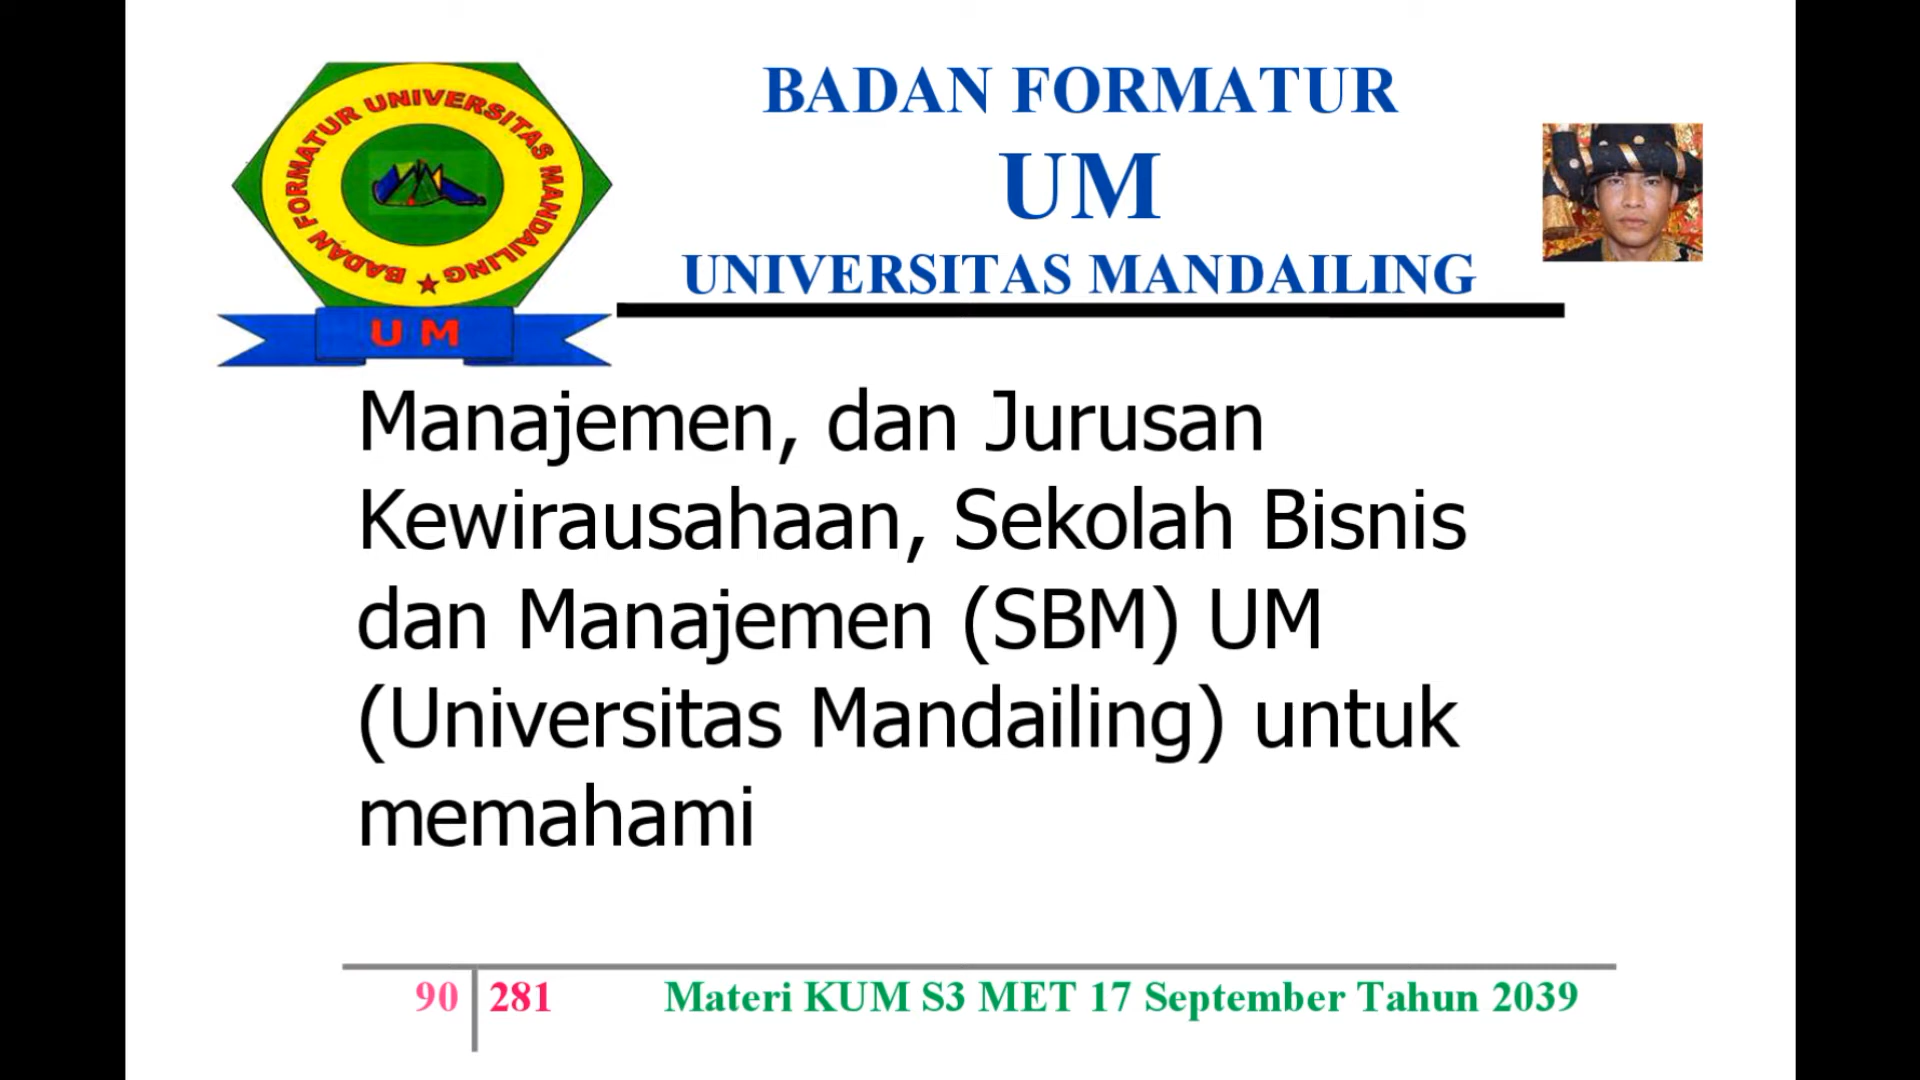 BADAN FORMATUR UNIVERSITAS MANDAILING
U M
BADAN FORMATUR
UM
UNIVERSITAS MANDAILING
Manajemen, dan Jurusan
Kewirausahaan, Sekolah Bisnis
dan Manajemen (SBM) UM
(Universitas Mandailing) untuk
memahami
90 281 Materi KUM S3 MET 17 September Tahun 2039